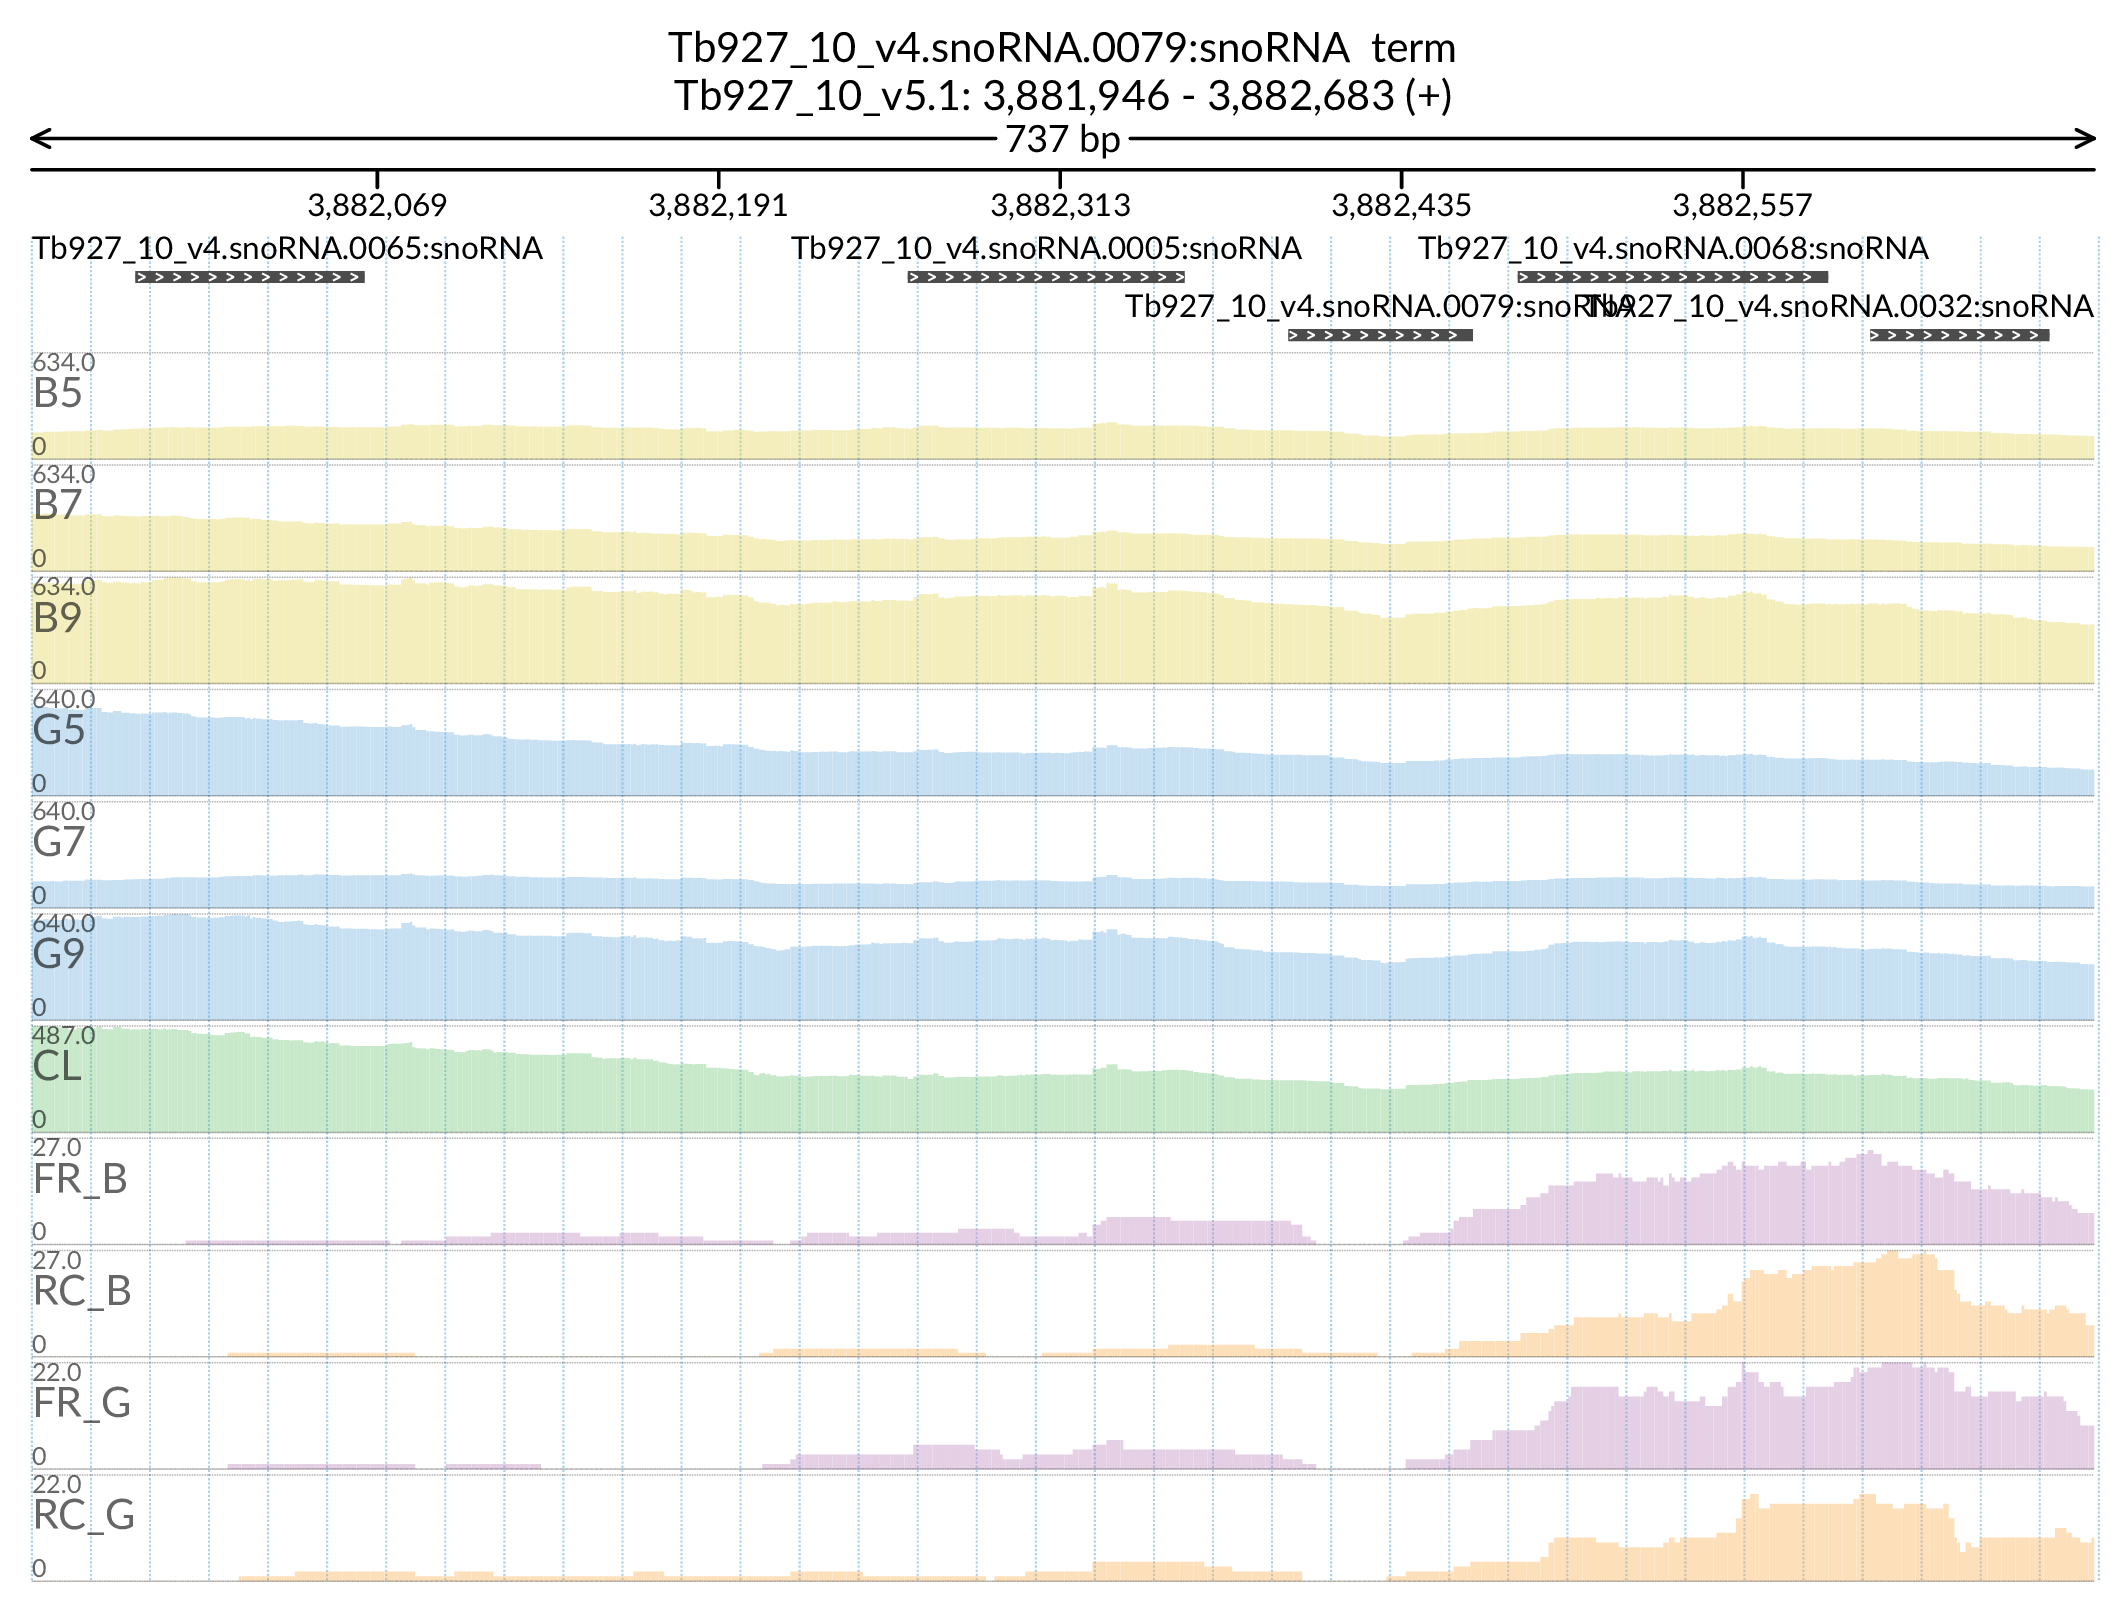 Tb927_10_v4.snoRNA.0079:snoRNA term
Tb927_10_v5.1: 3,881,946 - 3,882,683 (+)
737 bp
3,882,069 3,882,191 3,882,313 3,882,435 3,882,557
Tb927_10_v4.snoRNA.0065:snoRNA Tb927_10_v4.snoRNA.0005:snoRNA Tb927_10_v4.snoRNA.0068:snoRNA
Tb927_10_v4.snoRNA.0079:snoRNA Tb927_10_v4.snoRNA.0032:snoRNA
634.0
B5
0
634.0
B7
0
634.0
B9
0
640.0
G5
0
640.0
G7
0
640.0
G9
0
487.0
CL
0
27.0
FR_B
0
27.0
RC_B
0
22.0
FR_G
0
22.0
RC_G
0